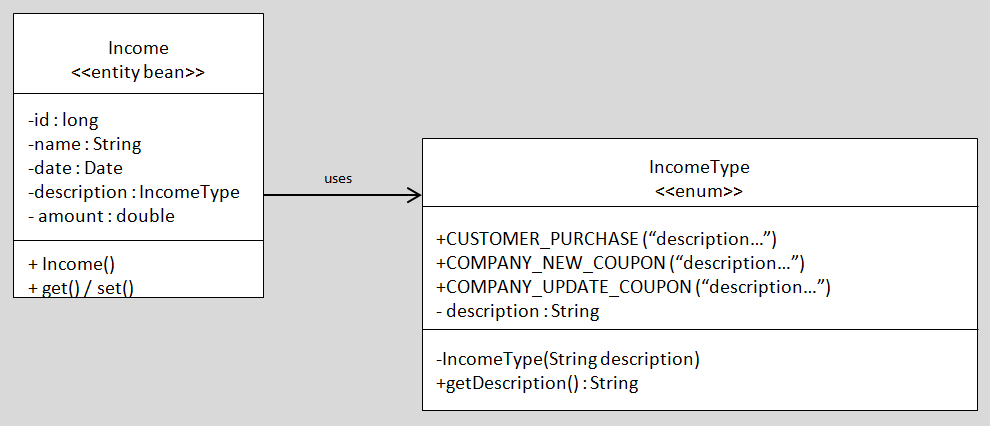 Income
<<entity bean>>
-id : long
-name : String
-date : Date
-description : IncomeType
- amount : double
+ Income()
+ get() / set()
uses
IncomeType
<<enum>>
+CUSTOMER_PURCHASE (“description…”)
+COMPANY_NEW_COUPON (“description…”)
+COMPANY_UPDATE_COUPON (“description…”)
- description : String
-IncomeType(String description)
+getDescription() : String